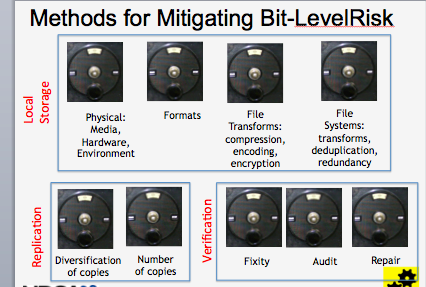 Methods for Mitigating Bit-LevelRisk
Local
Storage
Physical:
Media,
Hardware,
Environment
Formats
File
Transforms:
compression,
encoding,
encryption
File
Systems:
transforms,
deduplication,
redundancy
Replication
Diversification
of copies
Number
of copies
Verification
Fixity
Audit
Repair